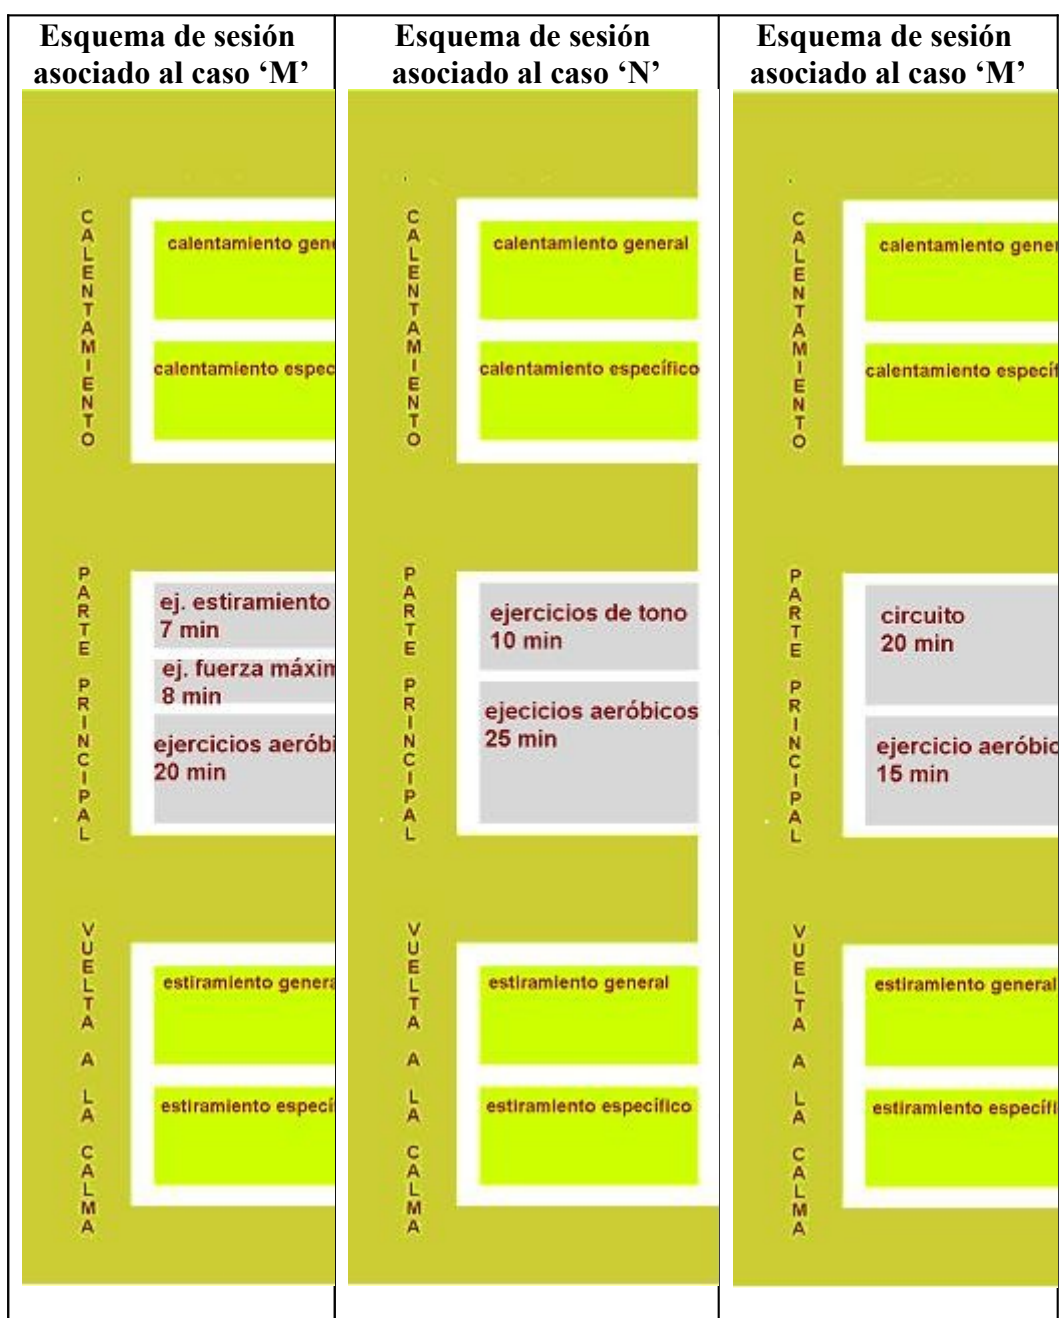 Esquema de sesión
asociado al caso ‘M’
CALENTAMIENTO
calentamiento gene
calentamiento espec
PARTE PRINCIPAL
ej. estiramiento
7 min
ej. fuerza máxim
8 min
ejercicios aeróbi
20 min
VUELTA A LA CALMA
estiramiento genera
estiramiento especí
Esquema de sesión
asociado al caso ‘N’
CALENTAMIENTO
calentamiento general
calentamiento específico
PARTE PRINCIPAL
ejercicios de tono
10 min
ejecicios aeróbicos
25 min
VUELTA A LA CALMA
estiramiento general
estiramiento específico
Esquema de sesión
asociado al caso ‘M’
CALENTAMIENTO
calentamiento gener
calentamiento específ
PARTE PRINCIPAL
circuito
20 min
ejercicio aeróbic
15 min
VUELTA A LA CALMA
estiramiento general
estiramiento específi